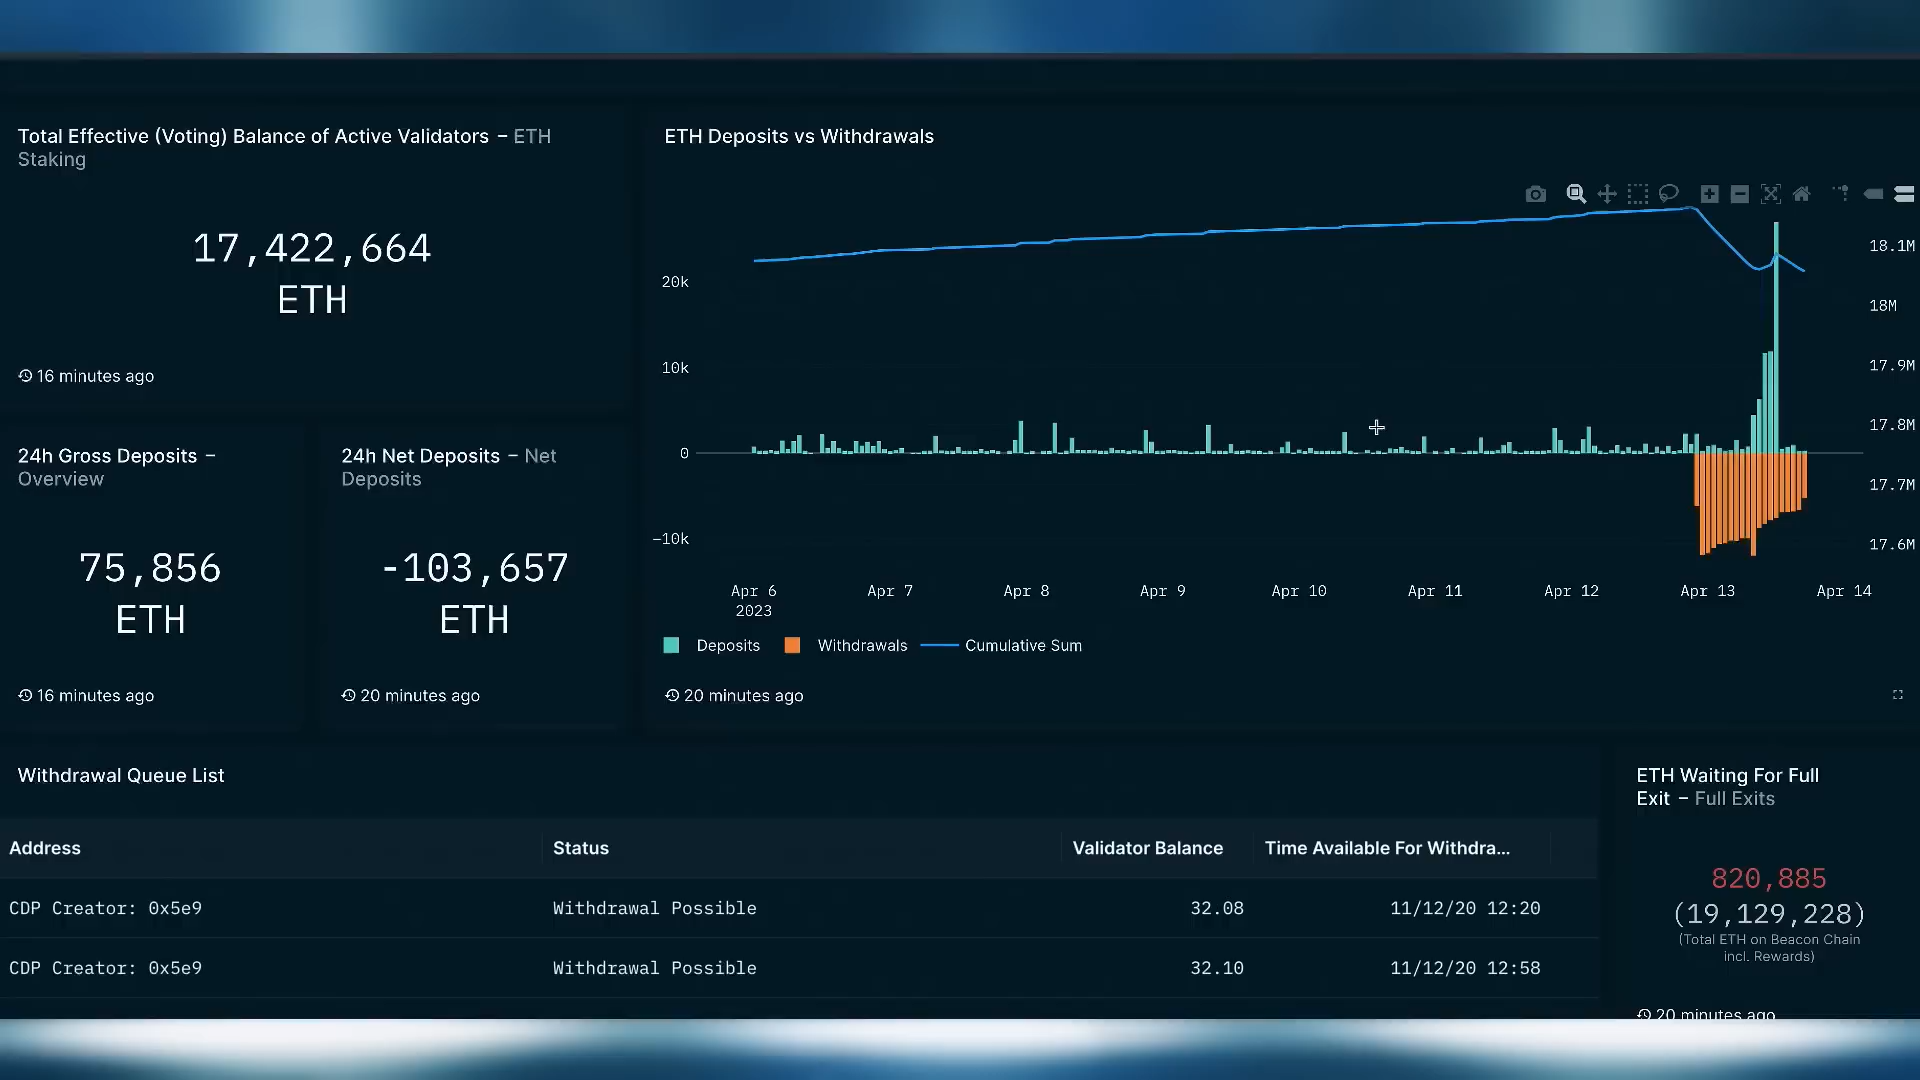 Total Effective (Voting) Balance of Active Validators – ETH
Staking
17,422,664
ETH
16 minutes ago
24h Gross Deposits –
Overview
75,856
ETH
16 minutes ago
24h Net Deposits – Net
Deposits
-103,657
ETH
20 minutes ago
ETH Deposits vs Withdrawals
20k
10k
0
−10k
18.1M
18M
17.9M
17.8M
17.7M
17.6M
Apr 6 Apr 7 Apr 8 Apr 9 Apr 10 Apr 11 Apr 12 Apr 13 Apr 14
2023
Deposits Withdrawals Cumulative Sum
20 minutes ago
Withdrawal Queue List
Address Status Validator Balance Time Available For Withdra...
CDP Creator: 0x5e9 Withdrawal Possible 32.08 11/12/20 12:20
CDP Creator: 0x5e9 Withdrawal Possible 32.10 11/12/20 12:58
ETH Waiting For Full
Exit – Full Exits
820,885
(19,129,228)
(Total ETH on Beacon Chain
incl. Rewards)
20 minutes ago